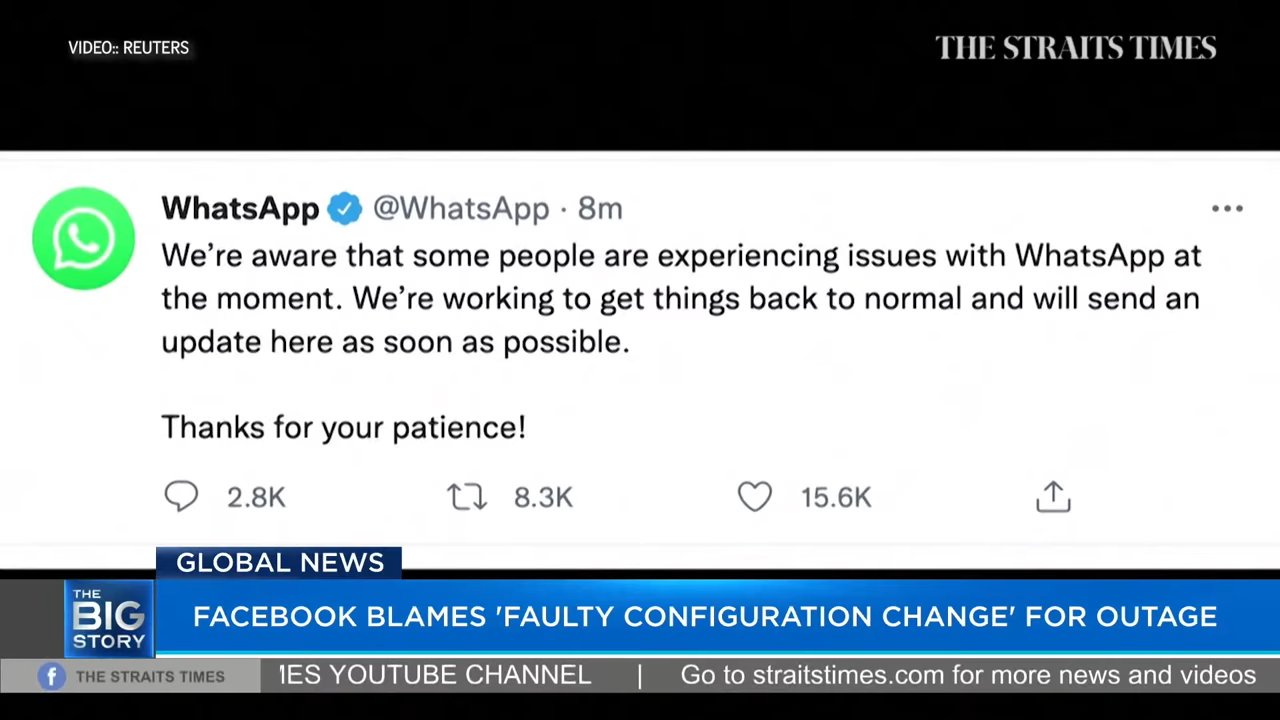 VIDEO:: REUTERS
THE STRAITS TIMES
WhatsApp @WhatsApp · 8m
We’re aware that some people are experiencing issues with WhatsApp at
the moment. We’re working to get things back to normal and will send an
update here as soon as possible.
Thanks for your patience!
2.8K 8.3K 15.6K
GLOBAL NEWS
THE
BIG
STORY
FACEBOOK BLAMES 'FAULTY CONFIGURATION CHANGE' FOR OUTAGE
THE STRAITS TIMES
YOUTUBE CHANNEL | Go to straitstimes.com for more news and videos